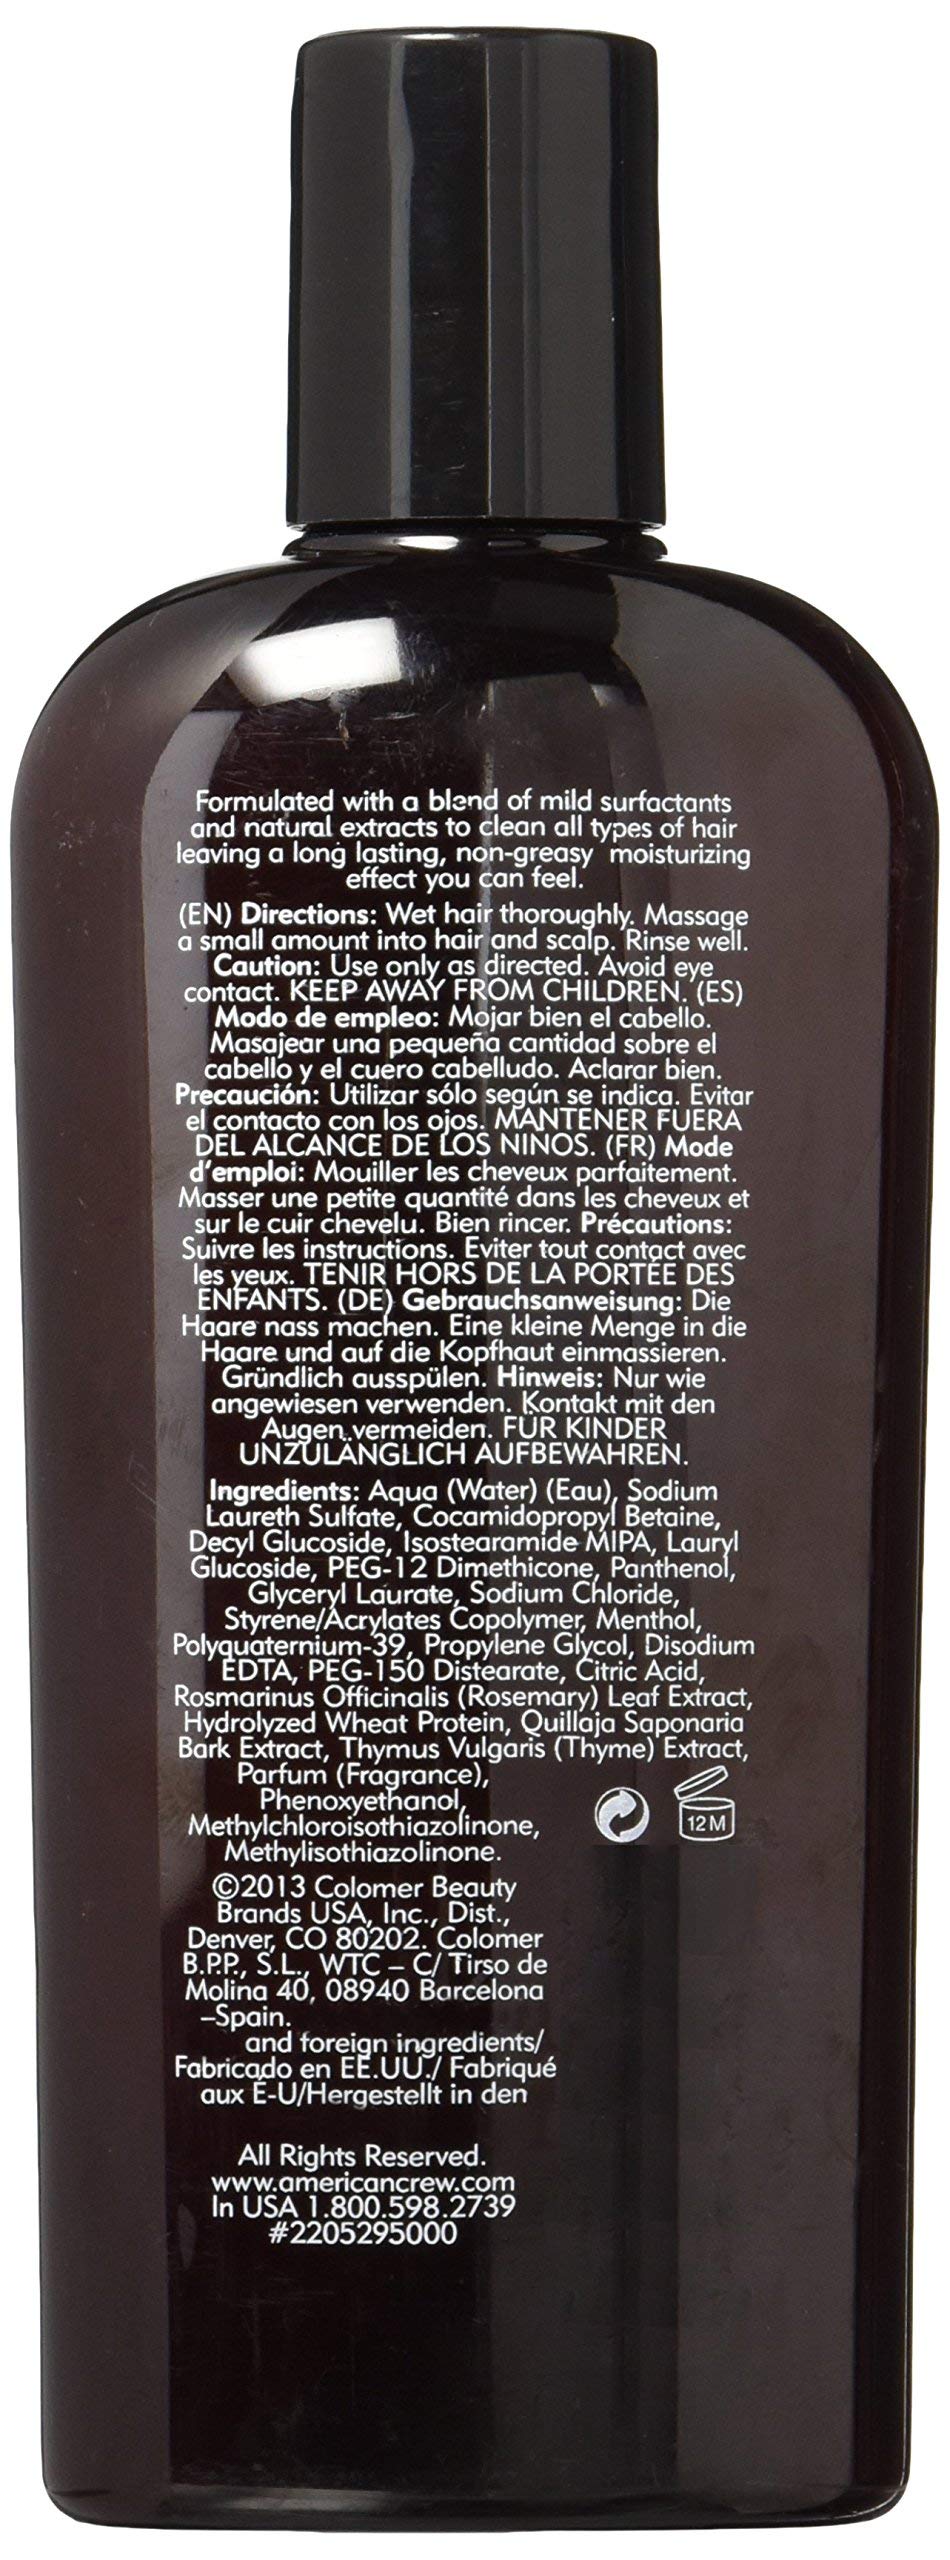 Formulated with a blend of mild surfactants
and natural extracts to clean all types of hair
leaving a long lasting, non-greasy moisturizing
effect you can feel.
(EN) Directions: Wet hair thoroughly. Massage
a small amount into hair and scalp. Rinse well.
Caution: Use only as directed. Avoid eye
contact. KEEP AWAY FROM CHILDREN. (ES)
Modo de empleo: Mojar bien el cabello.
Masajear una pequeña cantidad sobre el
cabello y el cuero cabelludo. Aclarar bien.
Precaución: Utilizar sólo según se indica. Evitar
el contacto con los ojos. MANTENER FUERA
DEL ALCANCE DE LOS NINOS. (FR) Mode
d'emploi: Mouiller les cheveux parfaitement.
Masser une petite quantité dans les cheveux et
sur le cuir chevelu. Bien rincer. Précautions:
Suivre les instructions. Eviter tout contact avec
les yeux. TENIR HORS DE LA PORTÉE DES
ENFANTS. (DE) Gebrauchsanweisung: Die
Haare nass machen. Eine kleine Menge in die
Haare und auf die Kopfhaut einmassieren.
Gründlich ausspülen. Hinweis: Nur wie
angewiesen verwenden. Kontakt mit den
Augen vermeiden. FÜR KINDER
UNZULÄNGLICH AUFBEWAHREN.
Ingredients: Aqua (Water) (Eau), Sodium
Laureth Sulfate, Cocamidopropyl Betaine,
Decyl Glucoside, Isostearamide MIPA, Lauryl
Glucoside, PEG-12 Dimethicone, Panthenol,
Glyceryl Laurate, Sodium Chloride,
Styrene/Acrylates Copolymer, Menthol,
Polyquaternium-39, Propylene Glycol, Disodium
EDTA, PEG-150 Distearate, Citric Acid,
Rosmarinus Officinalis (Rosemary) Leaf Extract,
Hydrolyzed Wheat Protein, Quillaja Saponaria
Bark Extract, Thymus Vulgaris (Thyme) Extract,
Parfum (Fragrance),
Phenoxyethanol,
Methylchloroisothiazolinone,
Methylisothiazolinone.
12M
©2013 Colomer Beauty
Brands USA, Inc., Dist.,
Denver, CO 80202. Colomer
B.P.P., S.L., WTC – C/ Tirso de
Molina 40, 08940 Barcelona
–Spain.
and foreign ingredients/
Fabricado en EE.UU./ Fabriqué
aux É-U/Hergestellt in den
All Rights Reserved.
www.americancrew.com
In USA 1.800.598.2739
#2205295000